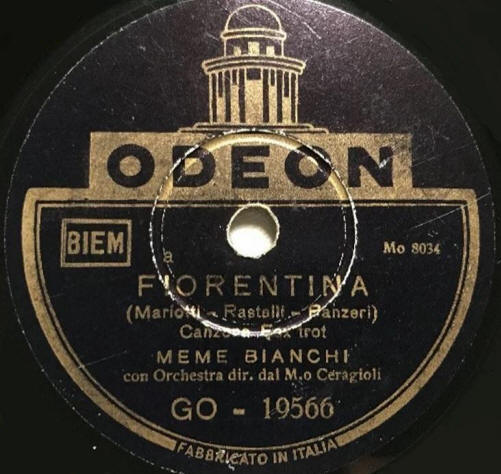 ODEON
BIEM
Mo 8034
a
FIORENTINA
(Mariotti - Rastelli - Panzeri)
Canzone Fox trot
MEME BIANCHI
con Orchestra dir. dal M.o Ceragioli
GO - 19566
FABBRICATO IN ITALIA